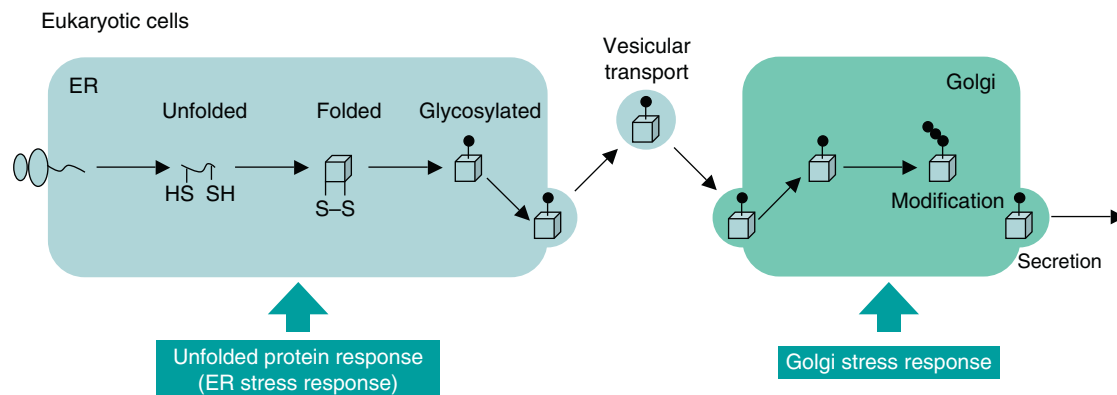 Eukaryotic cells
ER
Unfolded
Folded
Glycosylated
HS SH
S–S
Vesicular
transport
Golgi
Modification
Secretion
Unfolded protein response
(ER stress response)
Golgi stress response